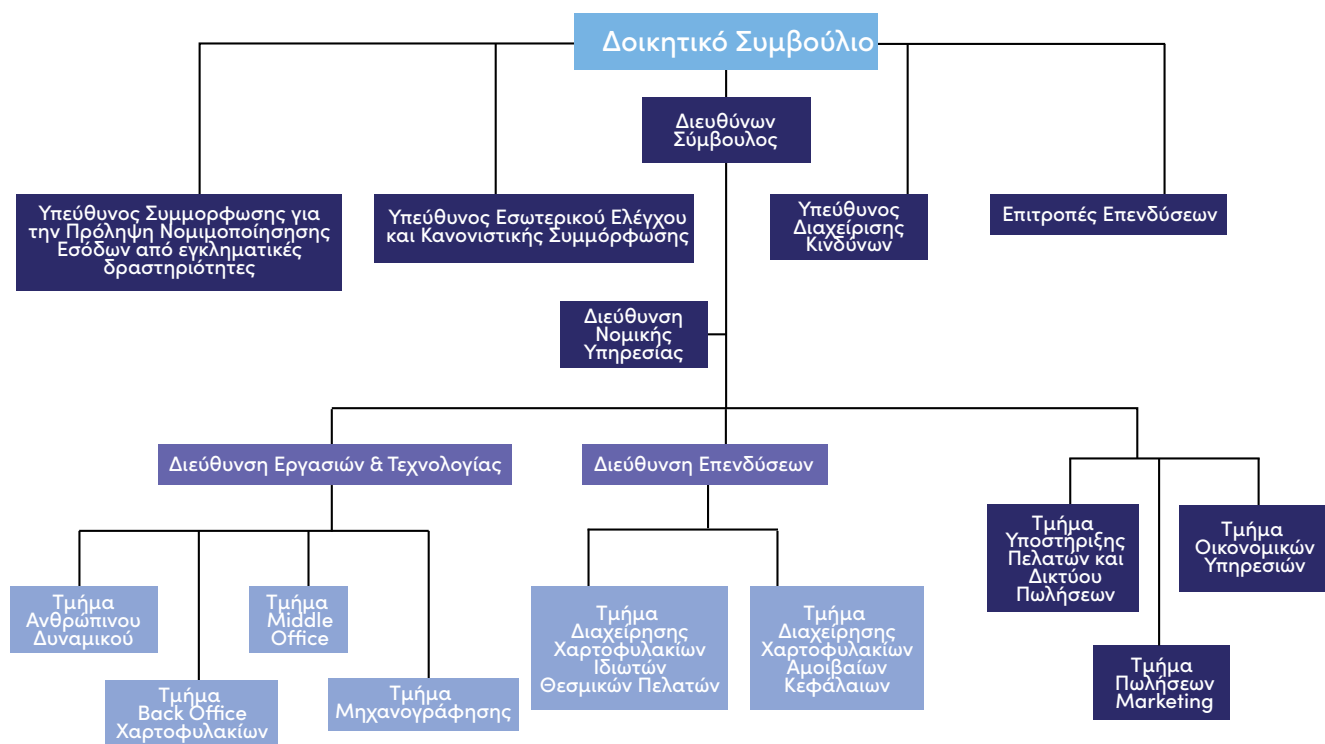 Δοικητικό Συμβούλιο
Διευθύνων
Σύμβουλος
Υπεύθυνος Συμμορφωσης για
την Πρόληψη Νομιμοποίησησης
Εσόδων από εγκληματικές
δραστηριότητες
Υπεύθυνος Εσωτερικού Ελέγχου
και Κανονιστικής Συμμόρφωσης
Υπεύθυνος
Διαχείρισης
Κινδύνων
Επιτροπές Επενδύσεων
Διεύθυνση
Νομικής
Υπηρεσίας
Διεύθυνση Εργασιών & Τεχνολογίας
Διεύθυνση Επενδύσεων
Τμήμα
Υποστήριξης
Πελατών και
Δικτύου
Πωλήσεων
Τμήμα
Οικονομικών
Υπηρεσιών
Τμήμα
Ανθρώπινου
Δυναμικού
Τμήμα
Middle
Office
Τμήμα
Διαχείρησης
Χαρτοφυλακίων
Ιδιωτών
Θεσμικών Πελατών
Τμήμα
Διαχείρησης
Χαρτοφυλακίων
Αμοιβαίων
Κεφάλαιων
Τμήμα
Back Office
Χαρτοφυλακίων
Τμήμα
Μηχανογράφησης
Τμήμα
Πωλήσεων
Marketing